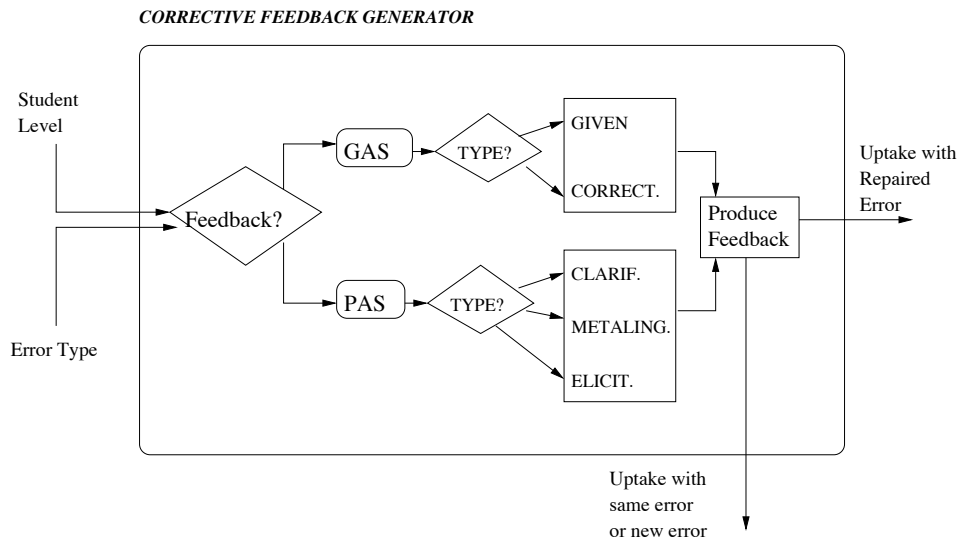 CORRECTIVE FEEDBACK GENERATOR
Student
Level
Error Type
Feedback?
GAS
TYPE?
GIVEN
CORRECT.
PAS
TYPE?
CLARIF.
METALING.
ELICIT.
Produce
Feedback
Uptake with
Repaired
Error
Uptake with
same error
or new error